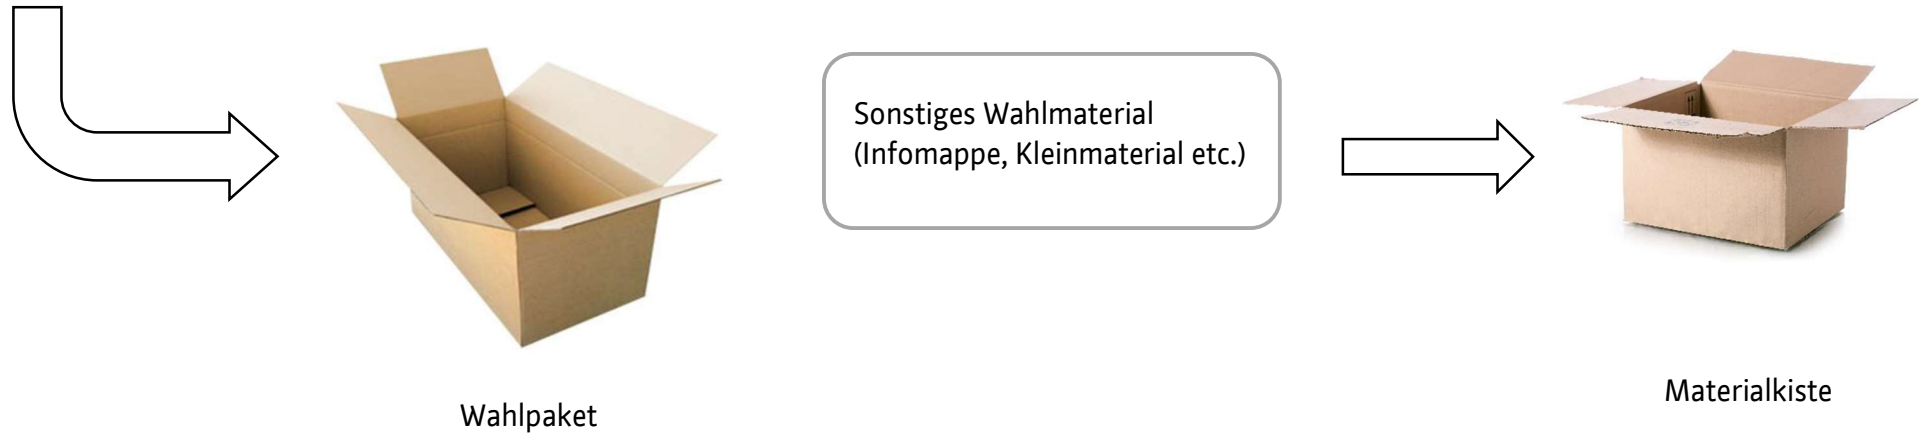 Sonstiges Wahlmaterial
(Infomappe, Kleinmaterial etc.)
Materialkiste
Wahlpaket